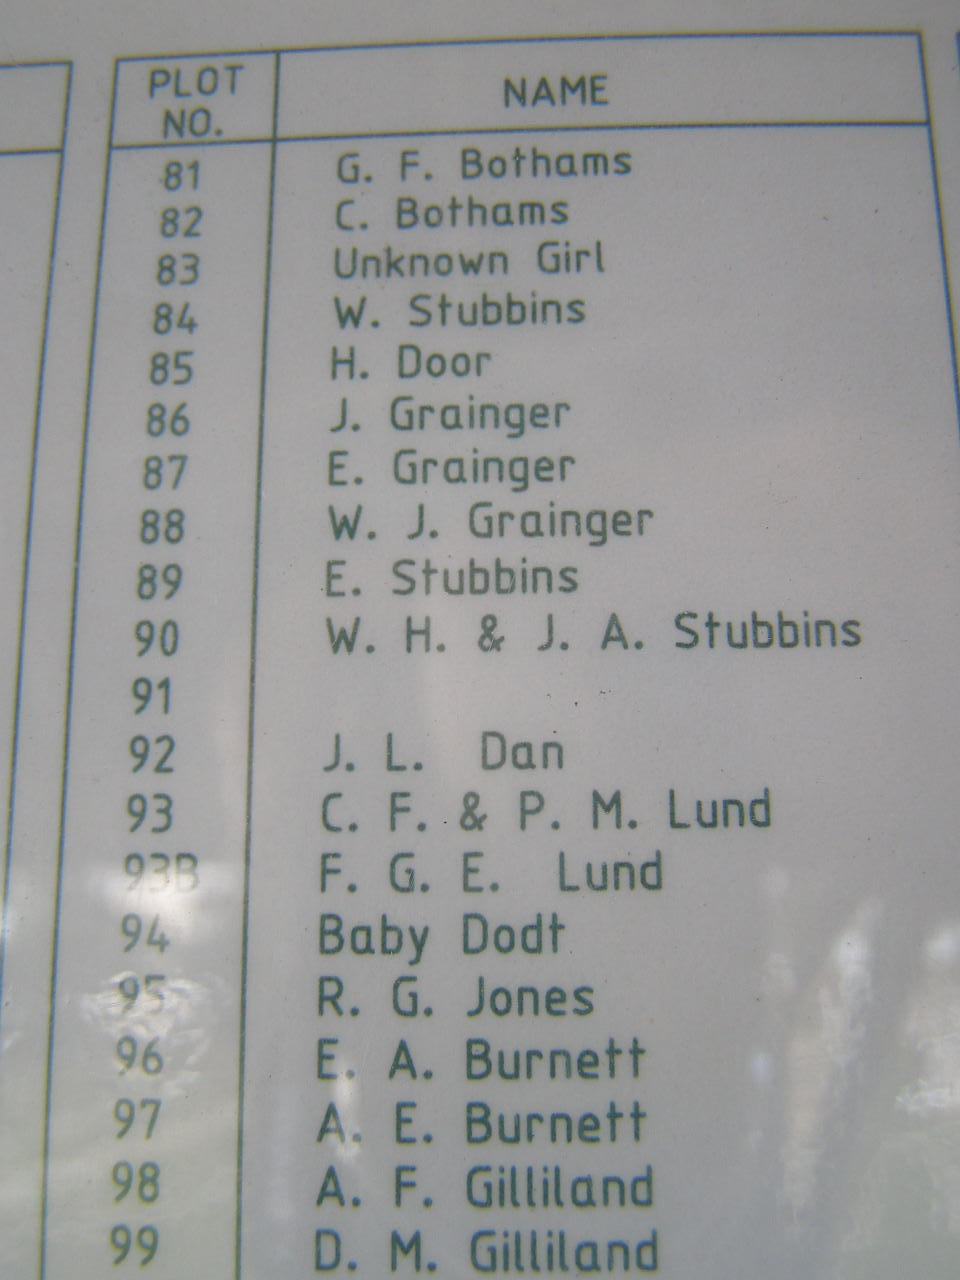 PLOT NO. NAME
81 G. F. Bothams
82 C. Bothams
83 Unknown Girl
84 W. Stubbins
85 H. Door
86 J. Grainger
87 E. Grainger
88 W. J. Grainger
89 E. Stubbins
90 W. H. & J. A. Stubbins
91
92 J. L. Dan
93 C. F. & P. M. Lund
93B F. G. E. Lund
94 Baby Dodt
95 R. G. Jones
96 E. A. Burnett
97 A. E. Burnett
98 A. F. Gilliland
99 D. M. Gilliland